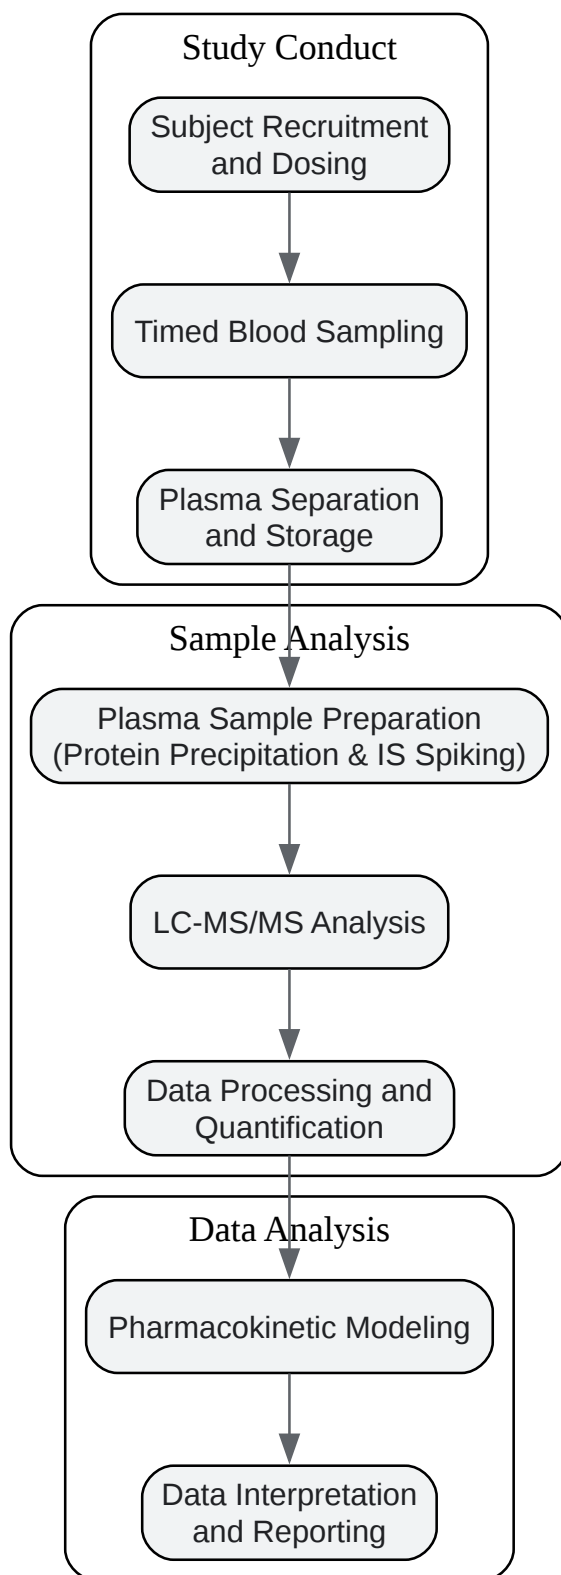 Study Conduct
Subject Recruitment
and Dosing
Timed Blood Sampling
Plasma Separation
and Storage
Sample Analysis
Plasma Sample Preparation
(Protein Precipitation & IS Spiking)
LC-MS/MS Analysis
Data Processing and
Quantification
Data Analysis
Pharmacokinetic Modeling
Data Interpretation
and Reporting